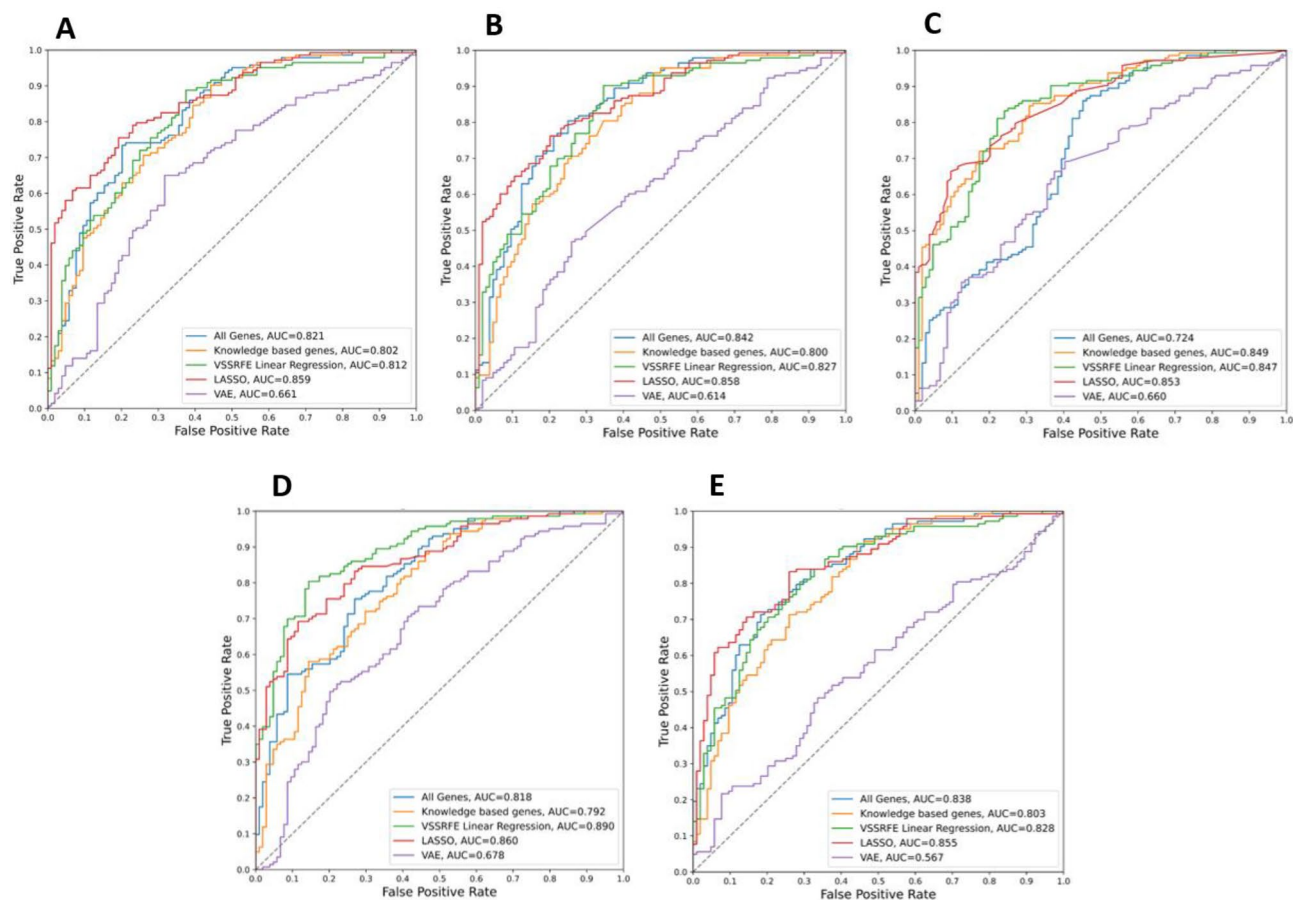 A
1.0
0.9
0.8
0.7
0.6
0.5
0.4
0.3
0.2
0.1
0.0
True Positive Rate
All Genes, AUC=0.821
Knowledge based genes, AUC=0.802
VSSRFE Linear Regression, AUC=0.812
LASSO, AUC=0.859
VAE, AUC=0.661
0.0 0.1 0.2 0.3 0.4 0.5 0.6 0.7 0.8 0.9 1.0
False Positive Rate
B
1.0
0.9
0.8
0.7
0.6
0.5
0.4
0.3
0.2
0.1
0.0
True Positive Rate
All Genes, AUC=0.842
Knowledge based genes, AUC=0.800
VSSRFE Linear Regression, AUC=0.827
LASSO, AUC=0.858
VAE, AUC=0.614
0.0 0.1 0.2 0.3 0.4 0.5 0.6 0.7 0.8 0.9 1.0
False Positive Rate
C
1.0
0.9
0.8
0.7
0.6
0.5
0.4
0.3
0.2
0.1
0.0
True Positive Rate
All Genes, AUC=0.724
Knowledge based genes, AUC=0.849
VSSRFE Linear Regression, AUC=0.847
LASSO, AUC=0.853
VAE, AUC=0.660
0.0 0.1 0.2 0.3 0.4 0.5 0.6 0.7 0.8 0.9 1.0
False Positive Rate
D
1.0
0.9
0.8
0.7
0.6
0.5
0.4
0.3
0.2
0.1
0.0
True Positive Rate
All Genes, AUC=0.818
Knowledge based genes, AUC=0.792
VSSRFE Linear Regression, AUC=0.890
LASSO, AUC=0.860
VAE, AUC=0.678
0.0 0.1 0.2 0.3 0.4 0.5 0.6 0.7 0.8 0.9 1.0
False Positive Rate
E
1.0
0.9
0.8
0.7
0.6
0.5
0.4
0.3
0.2
0.1
0.0
True Positive Rate
All Genes, AUC=0.838
Knowledge based genes, AUC=0.803
VSSRFE Linear Regression, AUC=0.828
LASSO, AUC=0.855
VAE, AUC=0.567
0.0 0.1 0.2 0.3 0.4 0.5 0.6 0.7 0.8 0.9 1.0
False Positive Rate